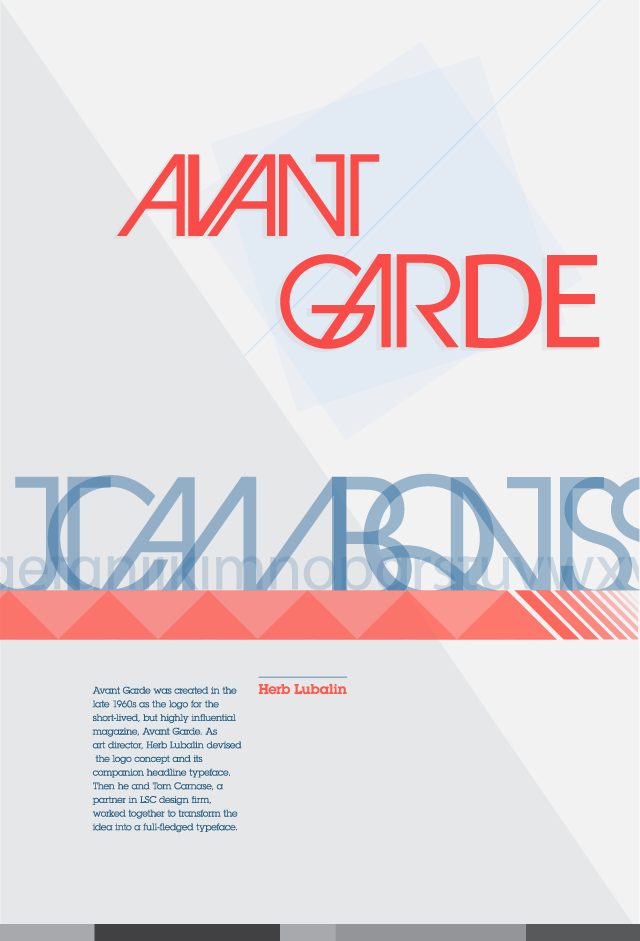 AVANT
GARDE
Herb Lubalin
Avant Garde was created in the
late 1960s as the logo for the
short-lived, but highly influential
magazine, Avant Garde. As
art director, Herb Lubalin devised
the logo concept and its
companion headline typeface.
Then he and Tom Carnase, a
partner in LSC design firm,
worked together to transform the
idea into a full-fledged typeface.